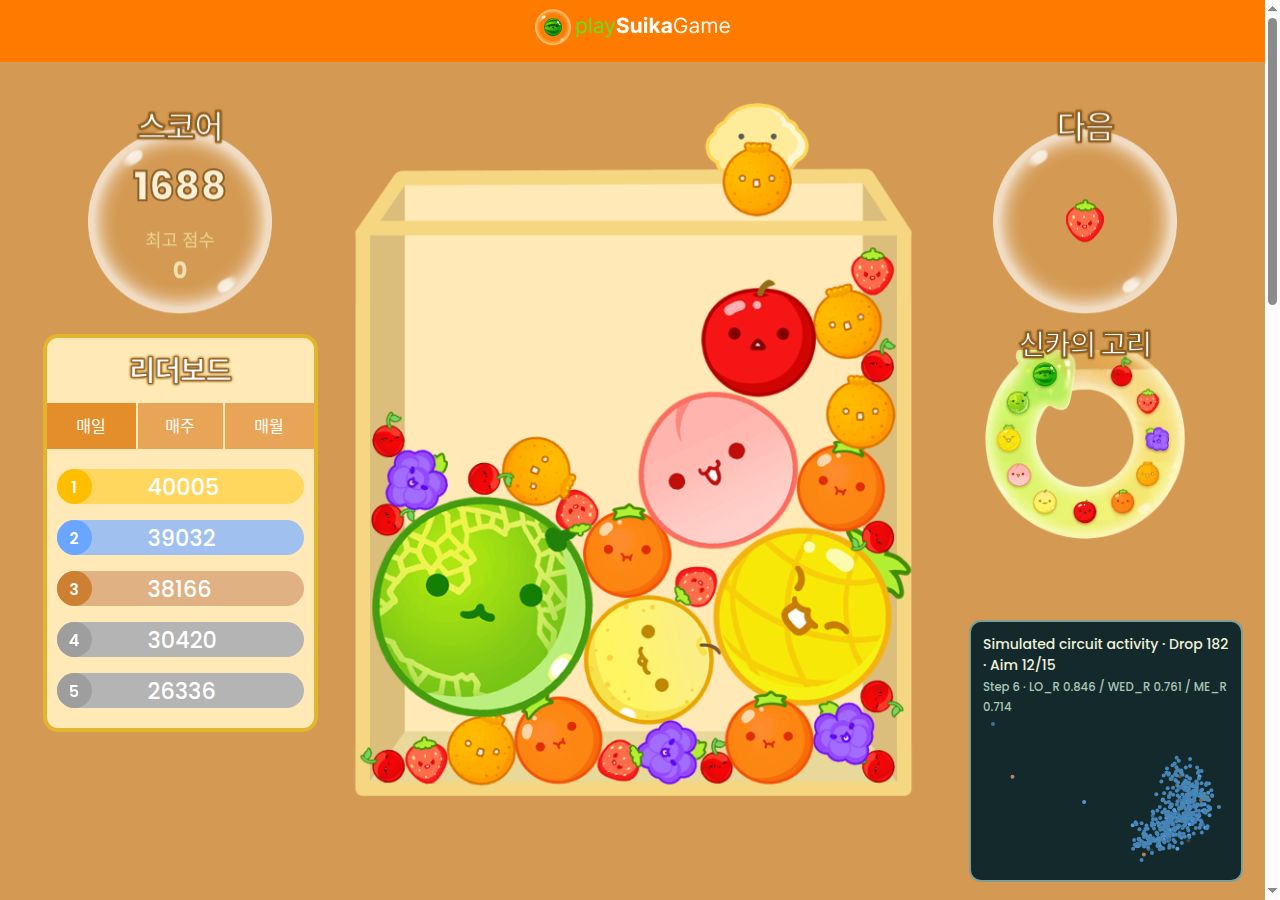 playSuikaGame
스코어
1688
최고 점수
0
다음
신카의 고리
리더보드
매일 매주 매월
1 40005
2 39032
3 38166
4 30420
5 26336
Simulated circuit activity · Drop 182
· Aim 12/15
Step 6 · LO_R 0.846 / WED_R 0.761 / ME_R
0.714